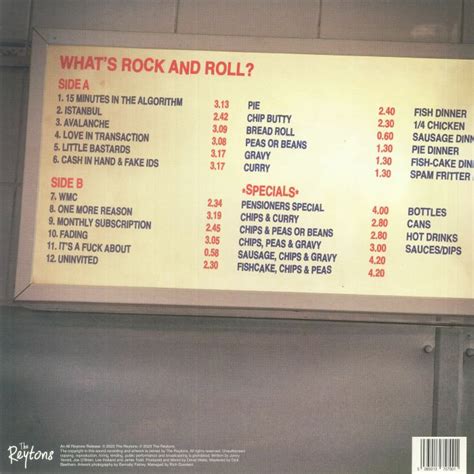 WHAT'S ROCK AND ROLL?
SIDE A
1. 15 MINUTES IN THE ALGORITHM 3.13
2. ISTANBUL 2.42
3. AVALANCHE 3.09
4. LOVE IN TRANSACTION 3.08
5. LITTLE BASTARDS 3.17
6. CASH IN HAND & FAKE IDS 3.17
SIDE B
7. WMC 2.34
8. ONE MORE REASON 3.19
9. MONTHLY SUBSCRIPTION 2.45
10. FADING 3.05
11. IT'S A FUCK ABOUT 0.58
12. UNINVITED 2.30
PIE 2.40
CHIP BUTTY
BREAD ROLL 0.60
PEAS OR BEANS 1.30
GRAVY 1.30
CURRY 1.30
*SPECIALS*
PENSIONERS SPECIAL 4.00
CHIPS & CURRY 2.80
CHIPS & PEAS OR BEANS 2.80
CHIPS, PEAS & GRAVY
SAUSAGE, CHIPS & GRAVY 4.20
FISHCAKE, CHIPS & PEAS 4.20
FISH DINNER
1/4 CHICKEN
SAUSAGE DINN
PIE DINNER
FISH-CAKE DIN
SPAM FRITTER
BOTTLES
CANS
HOT DRINKS
SAUCES/DIPS
The
Reytons